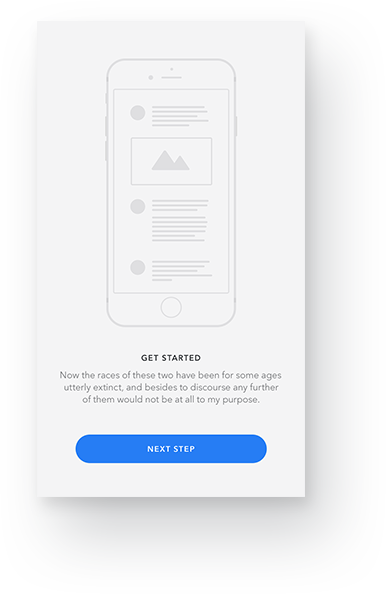 GET STARTED
Now the races of these two have been for some ages
utterly extinct, and besides to discourse any further
of them would not be at all to my purpose.
NEXT STEP